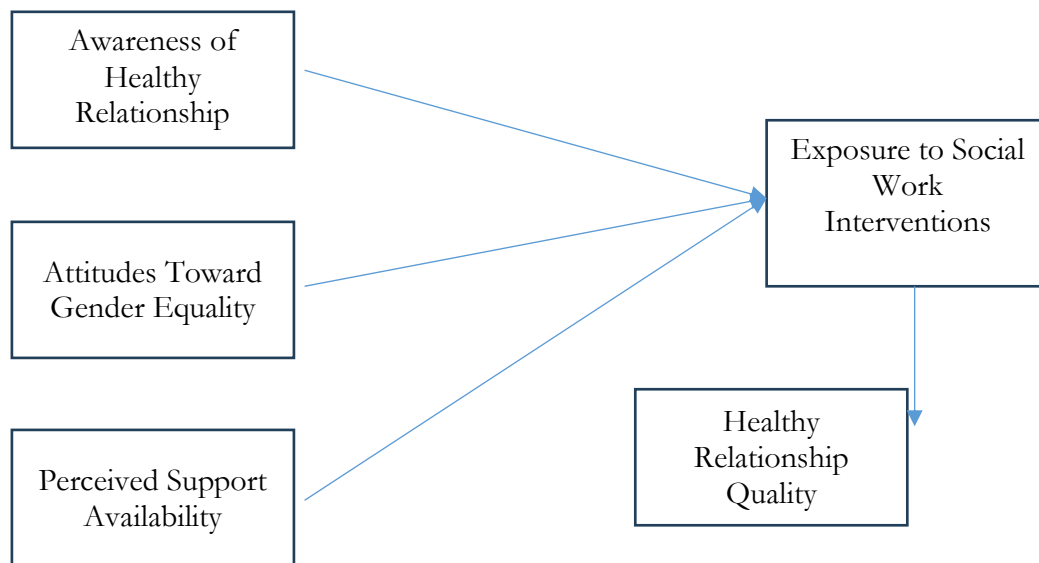 Awareness of
Healthy
Relationship
Exposure to Social
Work
Interventions
Attitudes Toward
Gender Equality
Healthy
Relationship
Quality
Perceived Support
Availability